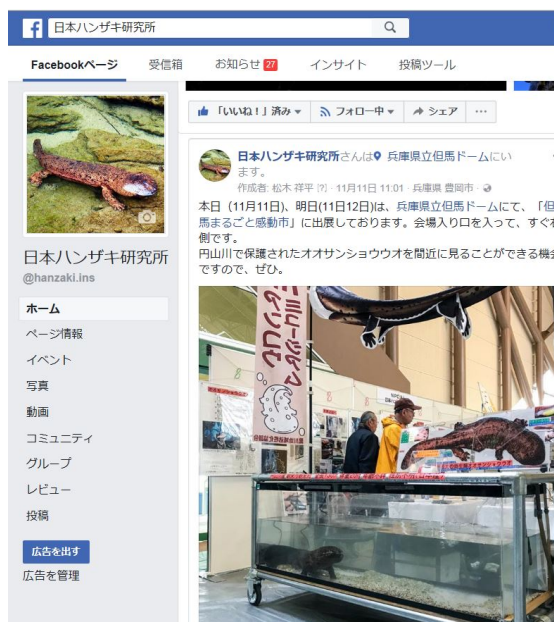 日本ハンザキ研究所
Facebookページ 受信箱 お知らせ 27 インサイト 投稿ツール
「いいね！」済み フォロー中 シェア …
日本ハンザキ研究所さんは 兵庫県立但馬ドームにい
ます。
作成者: 松木 祥平 [?] · 11月11日 11:01 · 兵庫県 豊岡市 ·
本日（11月11日）、明日(11月12日)は、兵庫県立但馬ドームにて、「但
馬まるごと感動市」に出展しております。会場入り口を入って、すぐ右
側です。
円山川で保護されたオオサンショウウオを間近に見ることができる機会
ですので、ぜひ。
日本ハンザキ研究所
@hanzaki.ins
ホーム
ページ情報
イベント
写真
動画
コミュニティ
グループ
レビュー
投稿
広告を出す
広告を管理